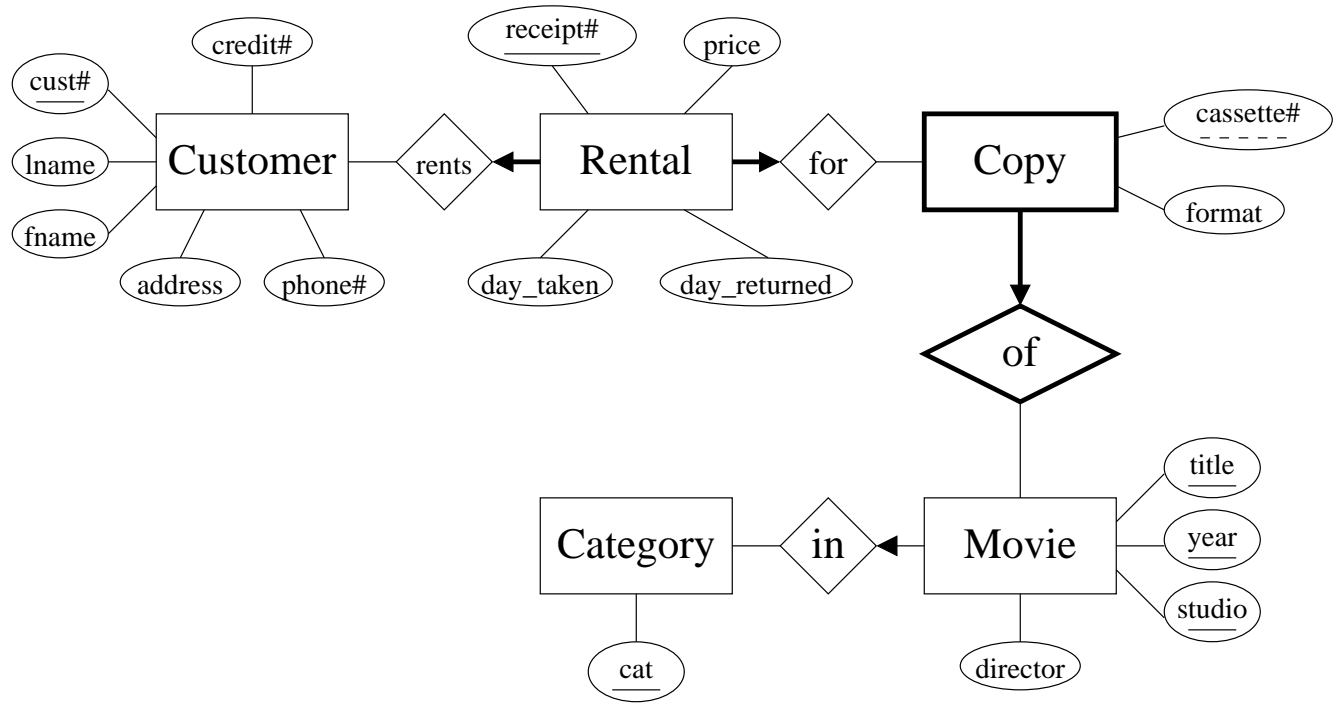 receipt#
price
credit#
cust#
cassette#
Customer
rents
Rental
for
Copy
lname
format
fname
address
phone#
day_taken
day_returned
of
title
Category
in
Movie
year
studio
cat
director